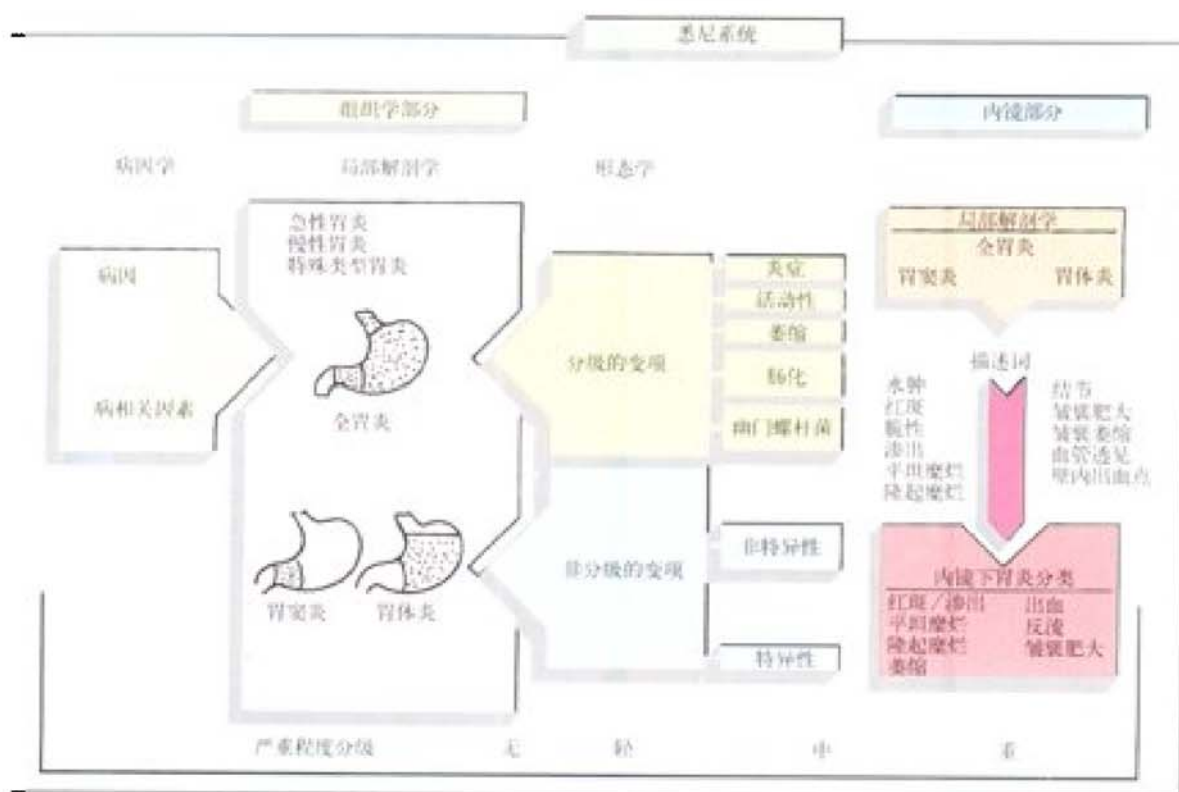 悉尼系统
组织学部分
内镜部分
病因学
局部解剖学
形态学
急性胃炎
慢性胃炎
特殊类型胃炎
病因
病相关因素
全胃炎
胃窦炎
胃体炎
分级的变项
炎症
活动性
萎缩
肠化
幽门螺杆菌
非分级的变项
非特异性
特异性
局部解剖学
全胃炎
胃窦炎
胃体炎
描述词
水肿
红斑
脆性
渗出
平坦糜烂
隆起糜烂
结节
皱襞肥大
皱襞萎缩
血管透见
壁内出血点
内镜下胃炎分类
红斑/渗出
平坦糜烂
隆起糜烂
萎缩
出血
反流
皱襞肥大
严重程度分级 无 轻 中 重